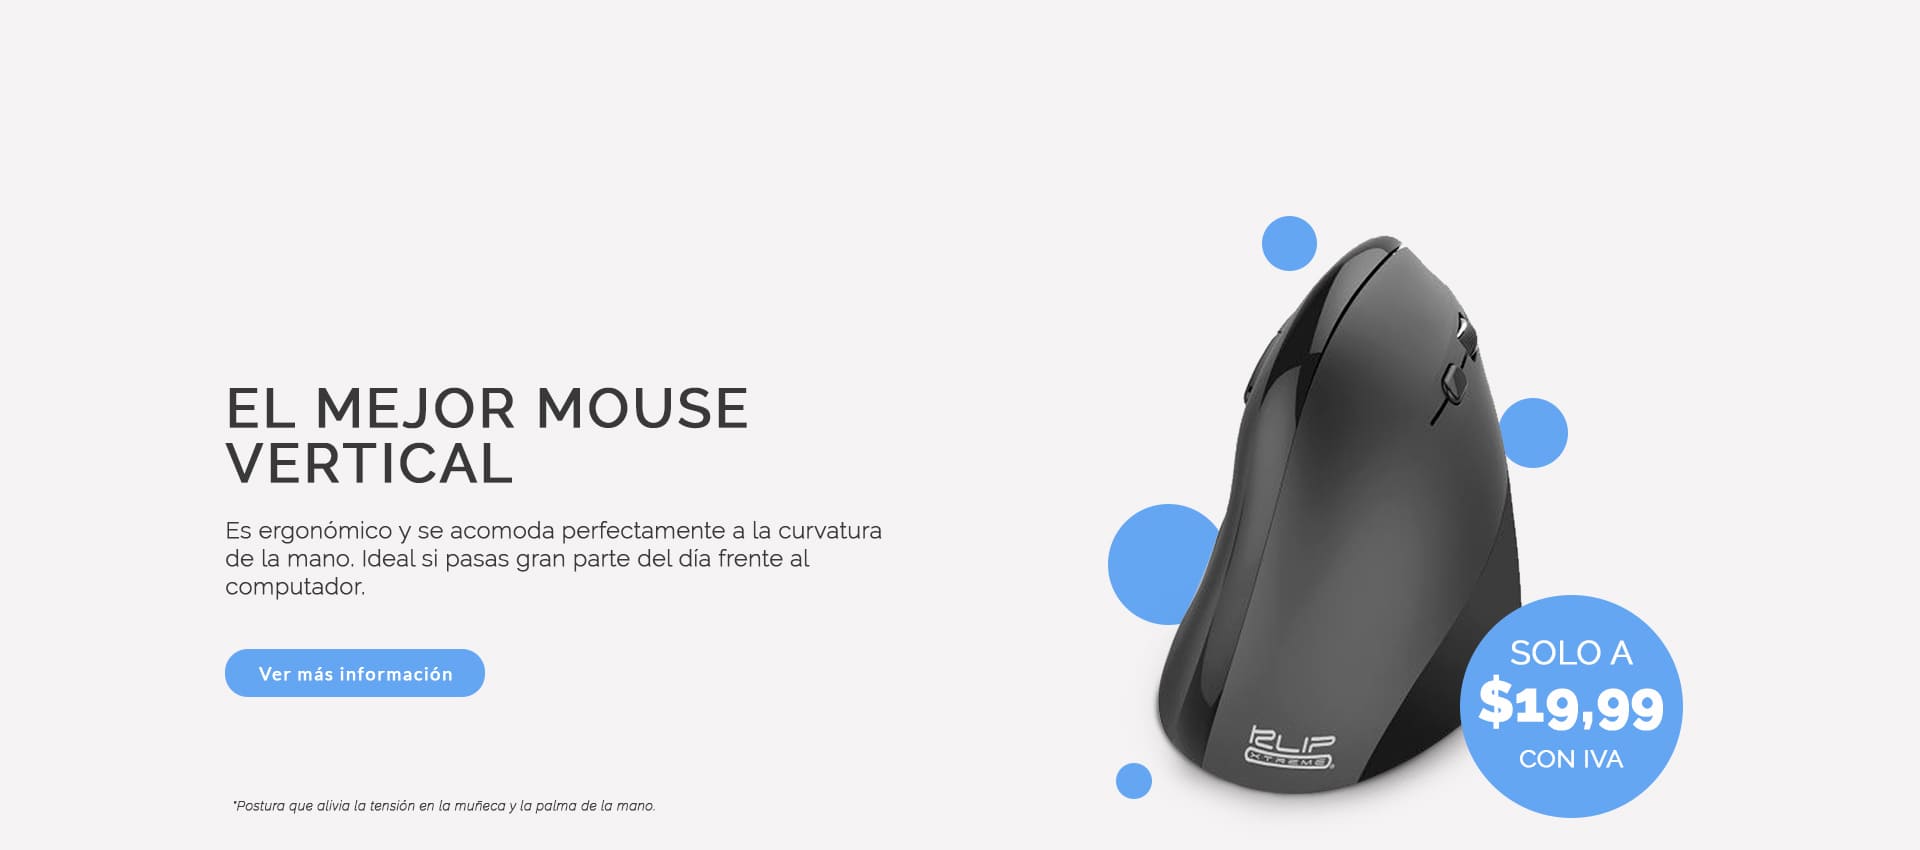 EL MEJOR MOUSE
VERTICAL
Es ergonómico y se acomoda perfectamente a la curvatura
de la mano. Ideal si pasas gran parte del día frente al
computador.
Ver más información
*Postura que alivia la tensión en la muñeca y la palma de la mano.
KLIP
XTREME®
SOLO A
$19,99
CON IVA